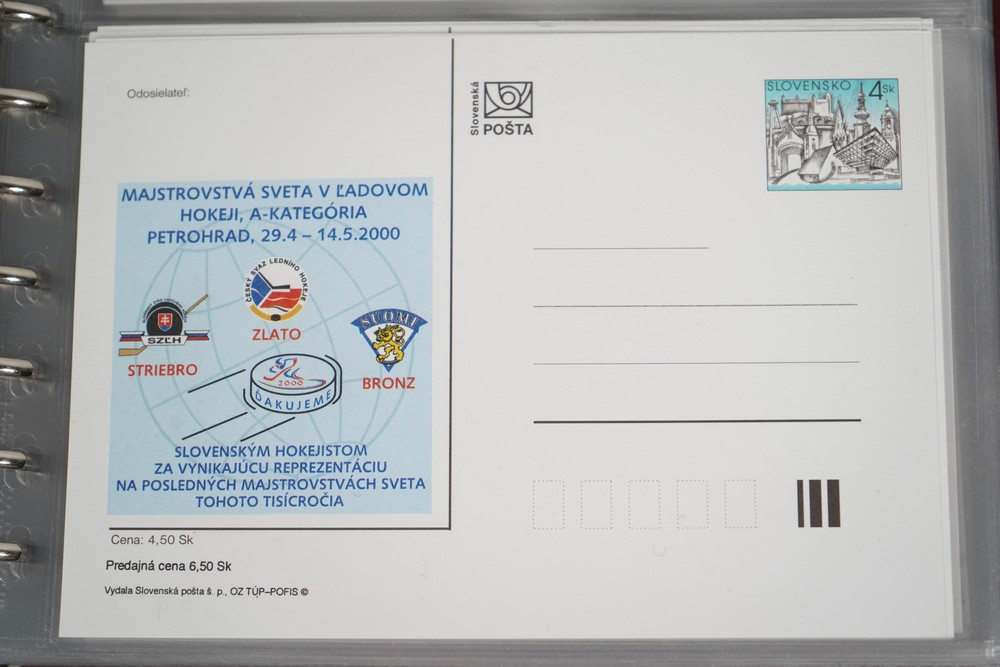 Odosielateľ:
MAJSTROVSTVÁ SVETA V ĽADOVOM
HOKEJI, A-KATEGÓRIA
PETROHRAD, 29.4 – 14.5.2000
ČESKÝ SVAZ LEDNÍHO HOKEJE
ZLATO
SZĽH
STRIEBRO
SUOMI
BRONZ
2000
ĎAKUJEME
SLOVENSKÝM HOKEJISTOM
ZA VYNIKAJÚCU REPREZENTÁCIU
NA POSLEDNÝCH MAJSTROVSTVÁCH SVETA
TOHOTO TISÍCROČIA
Cena: 4,50 Sk
Predajná cena 6,50 Sk
Vydala Slovenská pošta š. p., OZ TÚP–POFIS ©
Slovenská
POŠTA
SLOVENSKO 4Sk